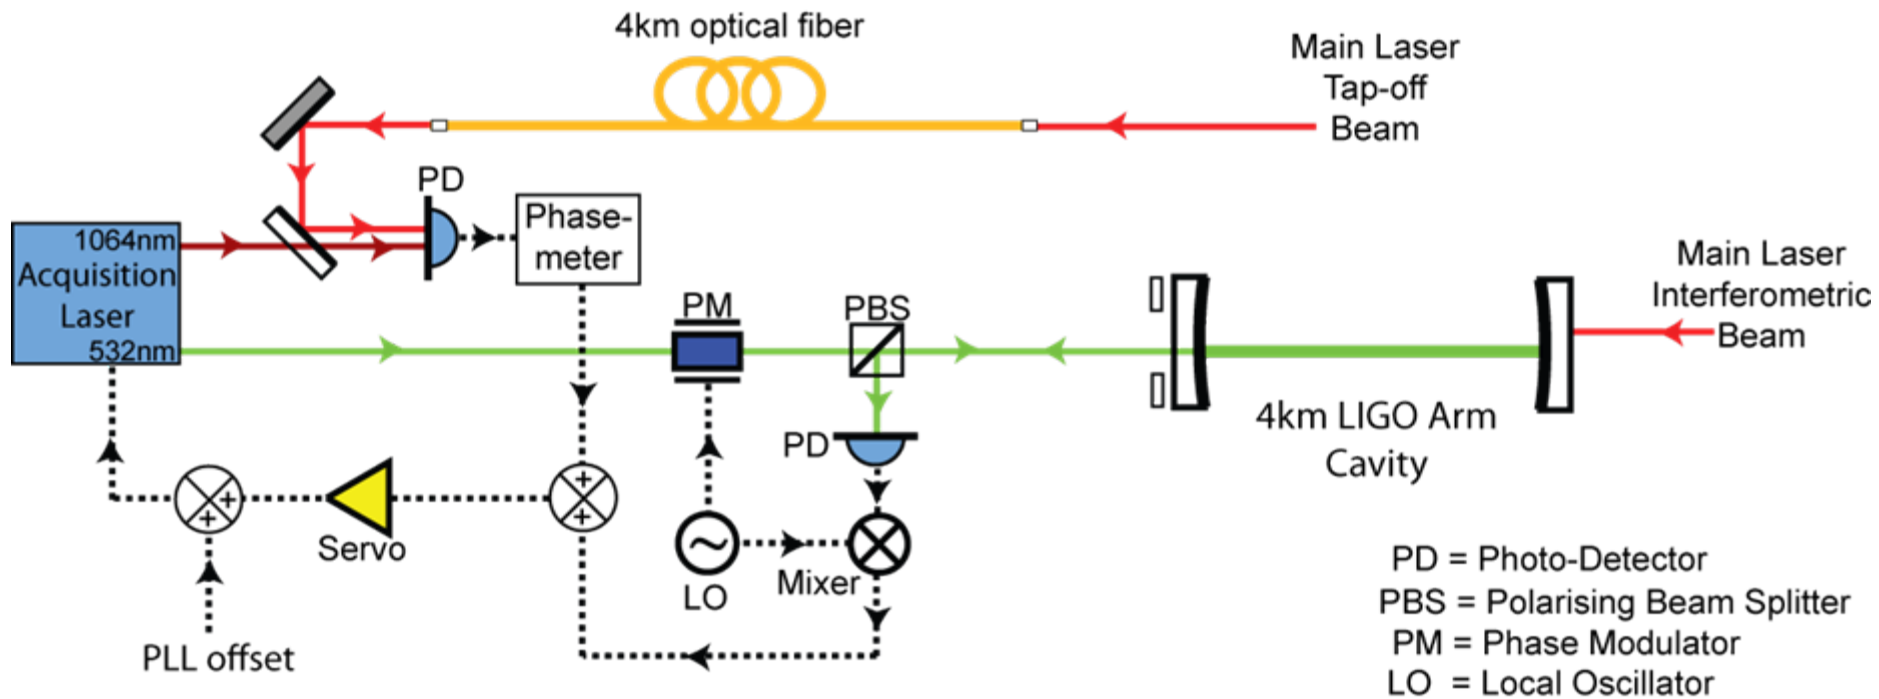 4km optical fiber
Main Laser
Tap-off
Beam
PD
Phase-
meter
1064nm
Acquisition
Laser
532nm
PM
PBS
Main Laser
Interferometric
Beam
4km LIGO Arm
Cavity
PD
+
+
+
+
Servo
LO
Mixer
PLL offset
PD = Photo-Detector
PBS = Polarising Beam Splitter
PM = Phase Modulator
LO = Local Oscillator